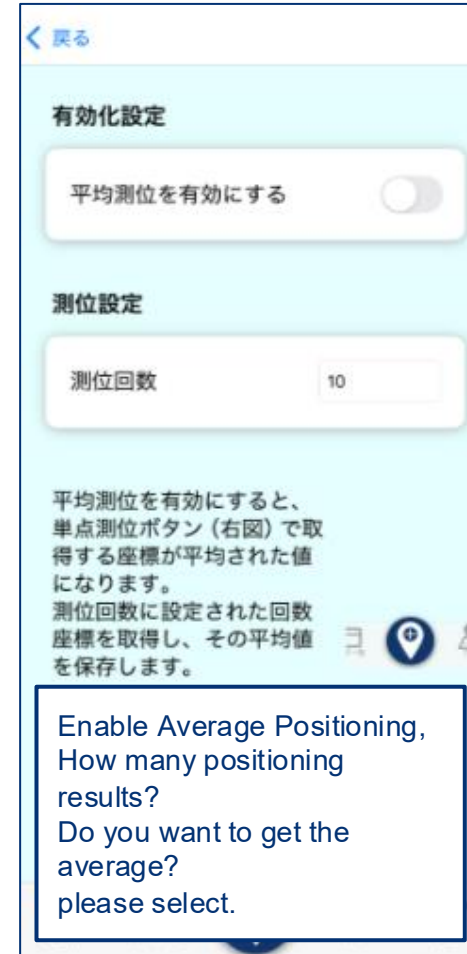 戻る
有効化設定
平均測位を有効にする
測位設定
測位回数 10
平均測位を有効にすると、
単点測位ボタン（右図）で取
得する座標が平均された値
になります。
測位回数に設定された回数
座標を取得し、その平均値
を保存します。
Enable Average Positioning,
How many positioning
results?
Do you want to get the
average?
please select.